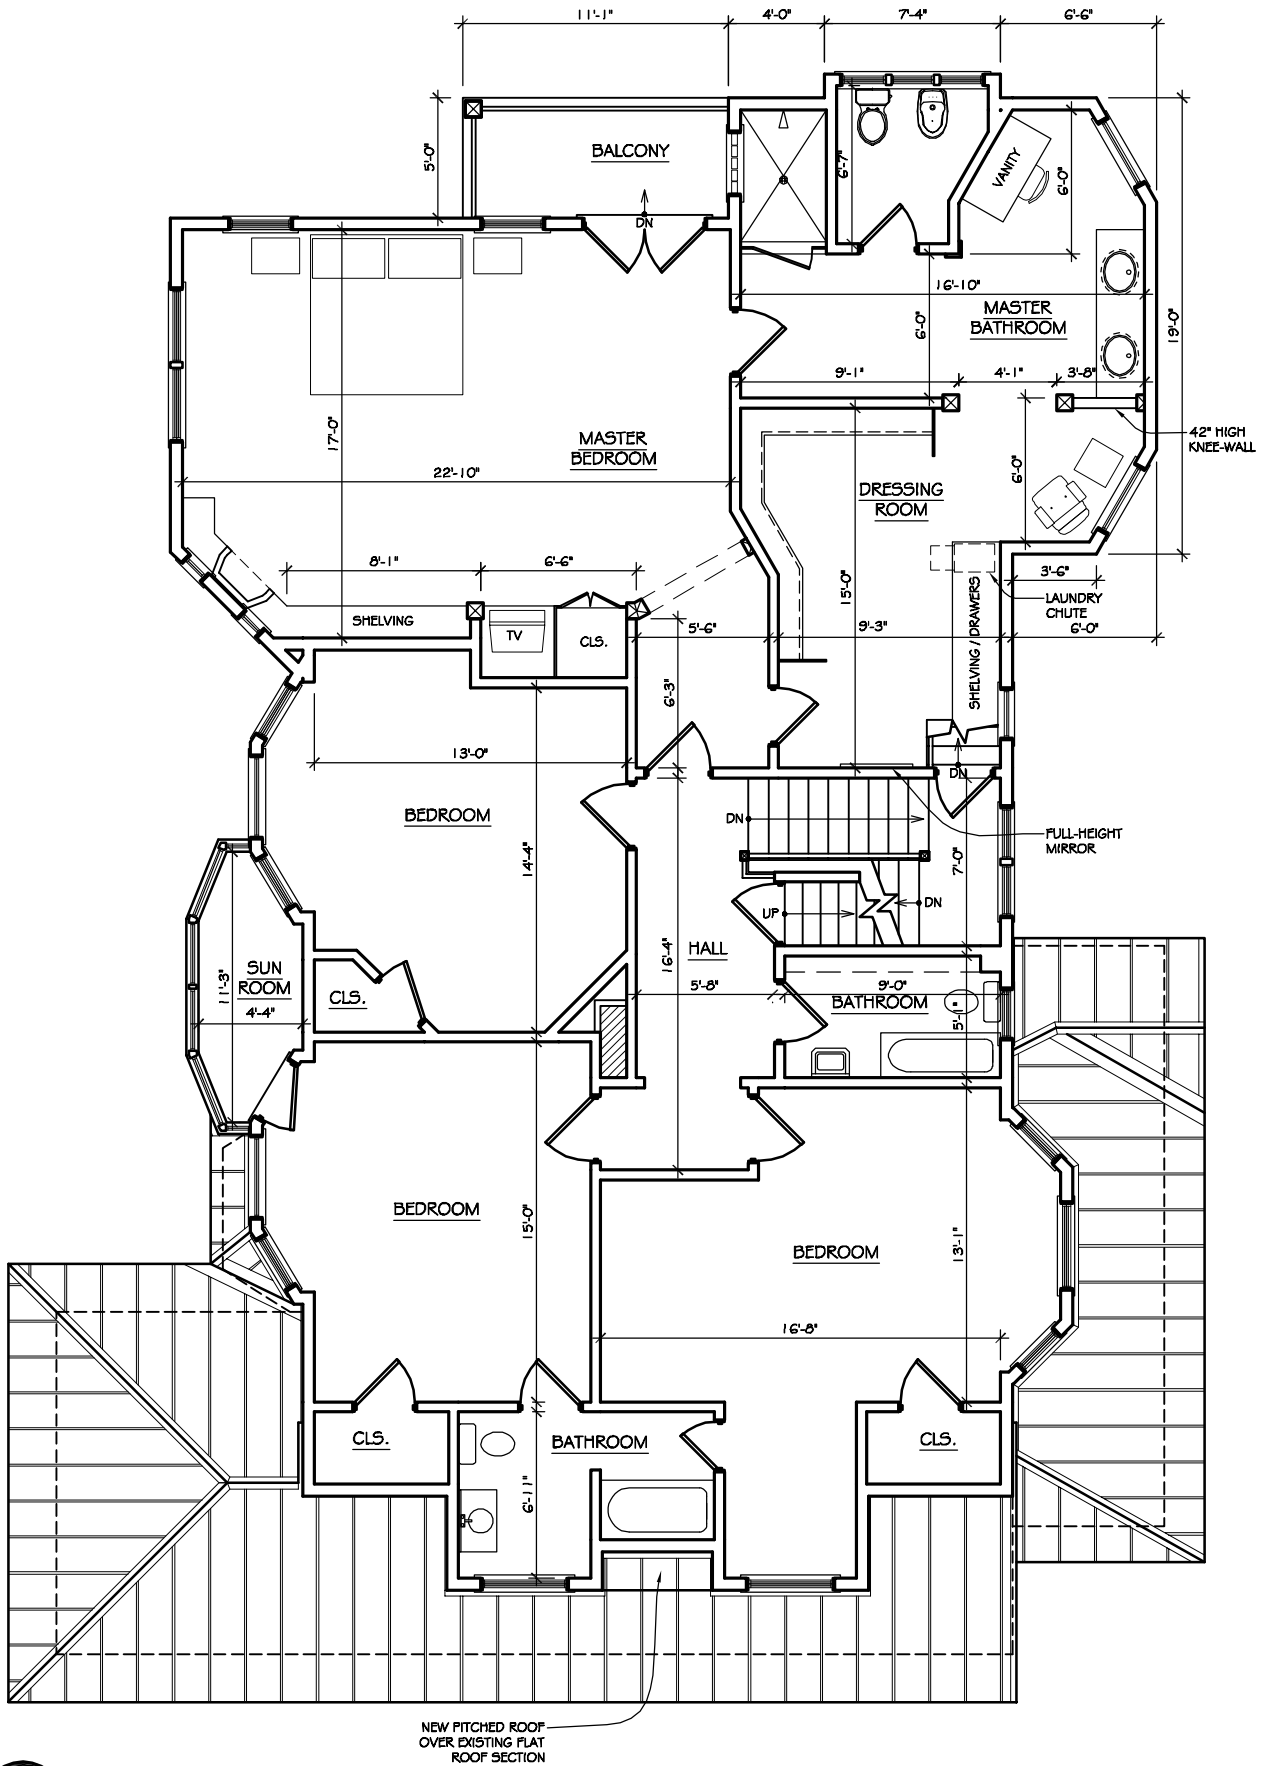 11'-1"
4'-0"
7'-4"
6'-6"
5'-0"
BALCONY
DN
6'-7"
VANITY
6'-0"
16'-10"
MASTER
BATHROOM
6'-0"
19'-0"
9'-1"
4'-1"
3'-8"
42" HIGH
KNEE-WALL
17'-0"
MASTER
BEDROOM
22'-10"
DRESSING
ROOM
6'-0"
8'-1"
6'-6"
3'-6"
LAUNDRY
CHUTE
15'-0"
SHELVING / DRAWERS
SHELVING
TV
CLS.
5'-6"
9'-3"
6'-0"
6'-3"
13'-0"
DN
BEDROOM
DN
FULL-HEIGHT
MIRROR
14'-4"
7'-0"
UP
DN
HALL
16'-4"
SUN
ROOM
11'-3"
4'-4"
CLS.
5'-8"
9'-0"
BATHROOM
5'-1"
BEDROOM
15'-0"
BEDROOM
13'-1"
16'-8"
CLS.
BATHROOM
CLS.
6'-11"
NEW PITCHED ROOF
OVER EXISTING FLAT
ROOF SECTION